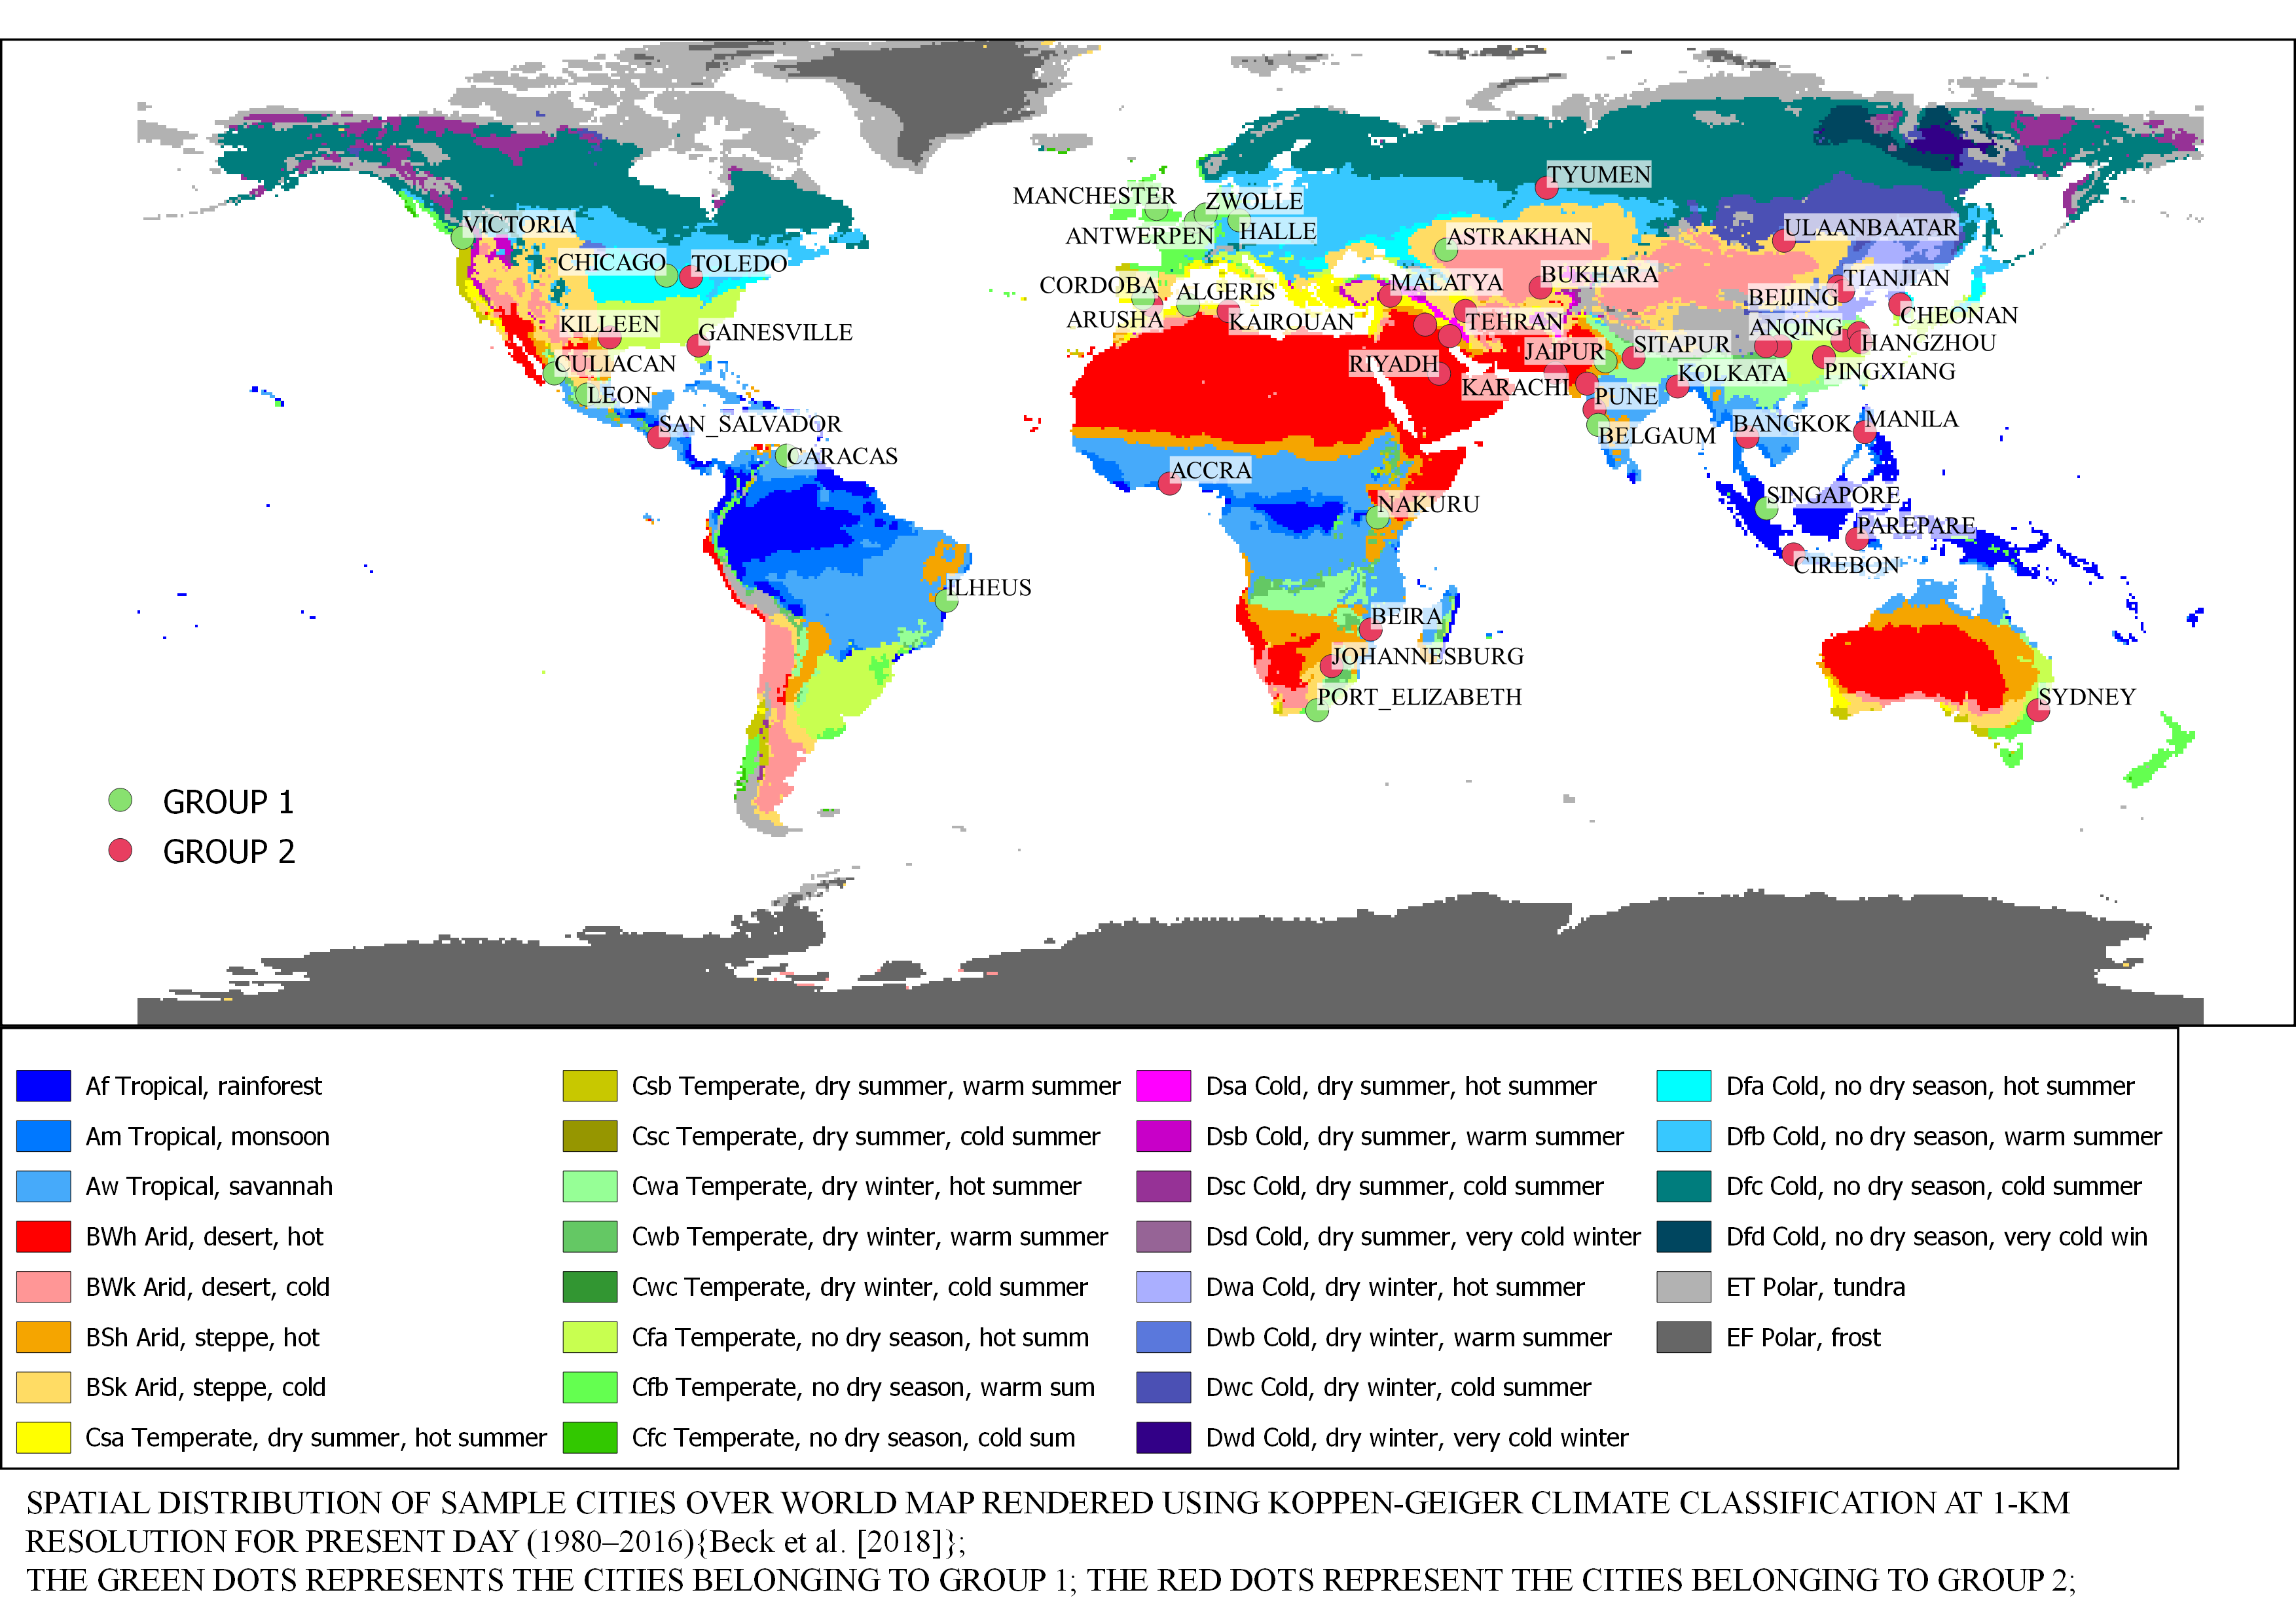 TYUMEN
MANCHESTER
ZWOLLE
VICTORIA
ULAANBAATAR
ANTWERPEN
HALLE
ASTRAKHAN
CHICAGO
TOLEDO
MALATYA
BUKHARA
TIANJIAN
CORDOBA
ALGERIS
BEIJING
ARUSHA
KAIROUAN
TEHRAN
CHEONAN
KILLEEN
GAINESVILLE
ANQING
HANGZHOU
JAIPUR
SITAPUR
CULIACAN
RIYADH
KOLKATA
PINGXIANG
KARACHI
LEON
PUNE
SAN_SALVADOR
BANGKOK
MANILA
BELGAUM
CARACAS
ACCRA
NAKURU
SINGAPORE
PAREPARE
CIREBON
ILHEUS
BEIRA
JOHANNESBURG
PORT_ELIZABETH
SYDNEY
GROUP 1
GROUP 2
Af Tropical, rainforest
Am Tropical, monsoon
Aw Tropical, savannah
BWh Arid, desert, hot
BWk Arid, desert, cold
BSh Arid, steppe, hot
BSk Arid, steppe, cold
Csa Temperate, dry summer, hot summer
Csb Temperate, dry summer, warm summer
Csc Temperate, dry summer, cold summer
Cwa Temperate, dry winter, hot summer
Cwb Temperate, dry winter, warm summer
Cwc Temperate, dry winter, cold summer
Cfa Temperate, no dry season, hot summ
Cfb Temperate, no dry season, warm sum
Cfc Temperate, no dry season, cold sum
Dsa Cold, dry summer, hot summer
Dsb Cold, dry summer, warm summer
Dsc Cold, dry summer, cold summer
Dsd Cold, dry summer, very cold winter
Dwa Cold, dry winter, hot summer
Dwb Cold, dry winter, warm summer
Dwc Cold, dry winter, cold summer
Dwd Cold, dry winter, very cold winter
Dfa Cold, no dry season, hot summer
Dfb Cold, no dry season, warm summer
Dfc Cold, no dry season, cold summer
Dfd Cold, no dry season, very cold win
ET Polar, tundra
EF Polar, frost
SPATIAL DISTRIBUTION OF SAMPLE CITIES OVER WORLD MAP RENDERED USING KOPPEN-GEIGER CLIMATE CLASSIFICATION AT 1-KM
RESOLUTION FOR PRESENT DAY (1980–2016){Beck et al. [2018]};
THE GREEN DOTS REPRESENTS THE CITIES BELONGING TO GROUP 1; THE RED DOTS REPRESENT THE CITIES BELONGING TO GROUP 2;